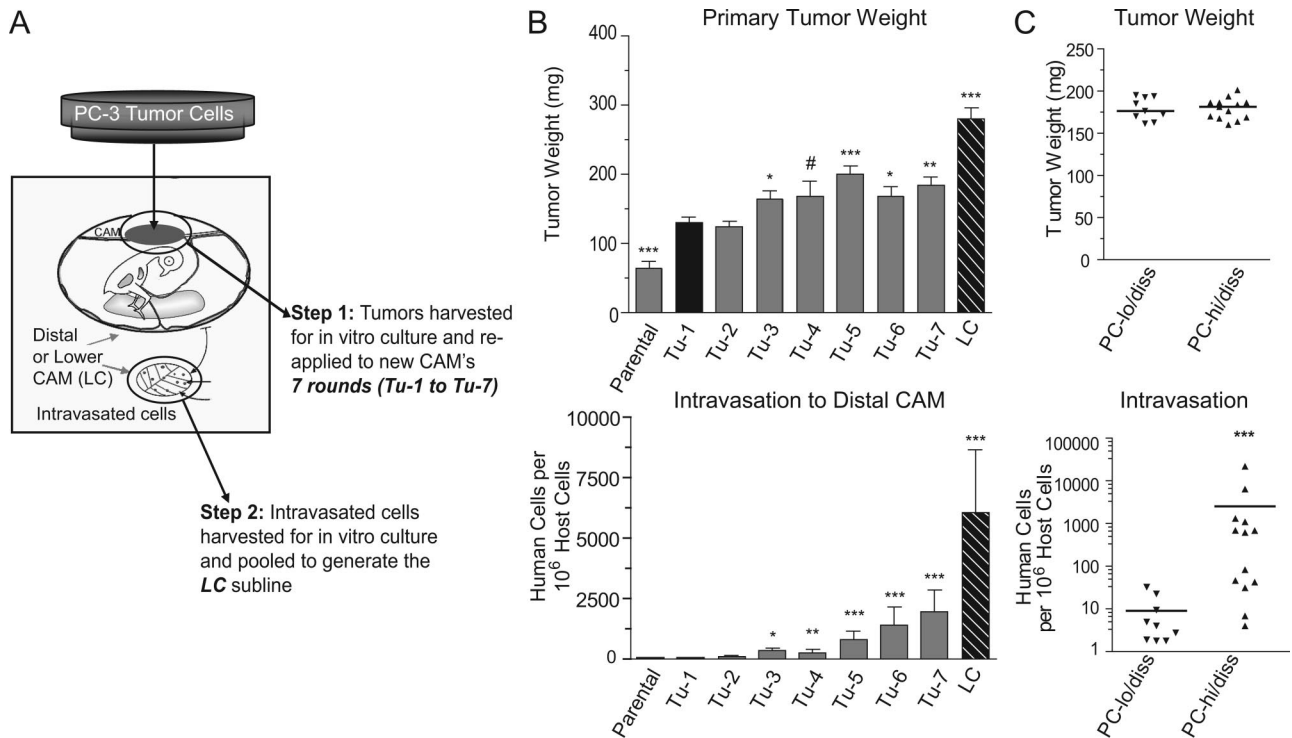 A
PC-3 Tumor Cells
CAM
Distal
or Lower
CAM (LC)
Intravasated cells
Step 1: Tumors harvested
for in vitro culture and re-
applied to new CAM's
7 rounds (Tu-1 to Tu-7)
Step 2: Intravasated cells
harvested for in vitro culture
and pooled to generate the
LC subline
B
Primary Tumor Weight
Tumor Weight (mg)
400
300
200
100
0
***
*
#
***
*
**
***
Parental
Tu-1
Tu-2
Tu-3
Tu-4
Tu-5
Tu-6
Tu-7
LC
Intravasation to Distal CAM
Human Cells per
10⁶ Host Cells
10000
7500
5000
2500
0
*
**
***
***
***
***
Parental
Tu-1
Tu-2
Tu-3
Tu-4
Tu-5
Tu-6
Tu-7
LC
C
Tumor Weight
Tumor Weight (mg)
250
200
150
100
50
0
PC-lo/diss
PC-hi/diss
Intravasation
Human Cells
per 10⁶ Host Cells
100000
10000
1000
100
10
1
***
PC-lo/diss
PC-hi/diss